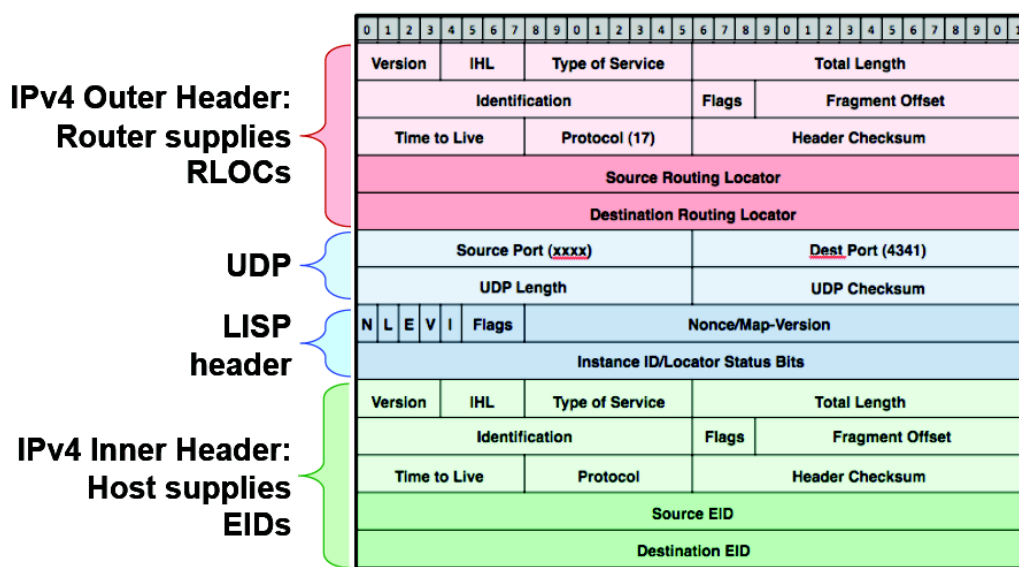 0 1 2 3 4 5 6 7 8 9 0 1 2 3 4 5 6 7 8 9 0 1 2 3 4 5 6 7 8 9 0 1
IPv4 Outer Header:
Router supplies
RLOCs
Version IHL Type of Service Total Length
Identification Flags Fragment Offset
Time to Live Protocol (17) Header Checksum
Source Routing Locator
Destination Routing Locator
UDP
Source Port (xxxx) Dest Port (4341)
UDP Length UDP Checksum
LISP
header
N L E V I Flags Nonce/Map-Version
Instance ID/Locator Status Bits
IPv4 Inner Header:
Host supplies
EIDs
Version IHL Type of Service Total Length
Identification Flags Fragment Offset
Time to Live Protocol Header Checksum
Source EID
Destination EID